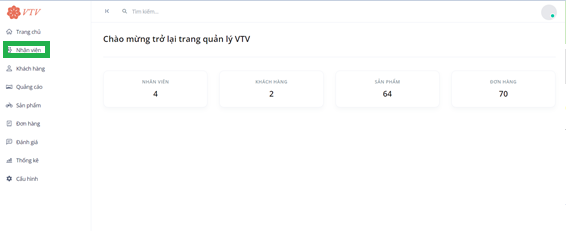 VTV
Tìm kiếm...
Trang chủ
Nhân viên
Khách hàng
Quảng cáo
Sản phẩm
Đơn hàng
Đánh giá
Thống kê
Cấu hình
Chào mừng trở lại trang quản lý VTV
NHÂN VIÊN
4
KHÁCH HÀNG
2
SẢN PHẨM
64
ĐƠN HÀNG
70